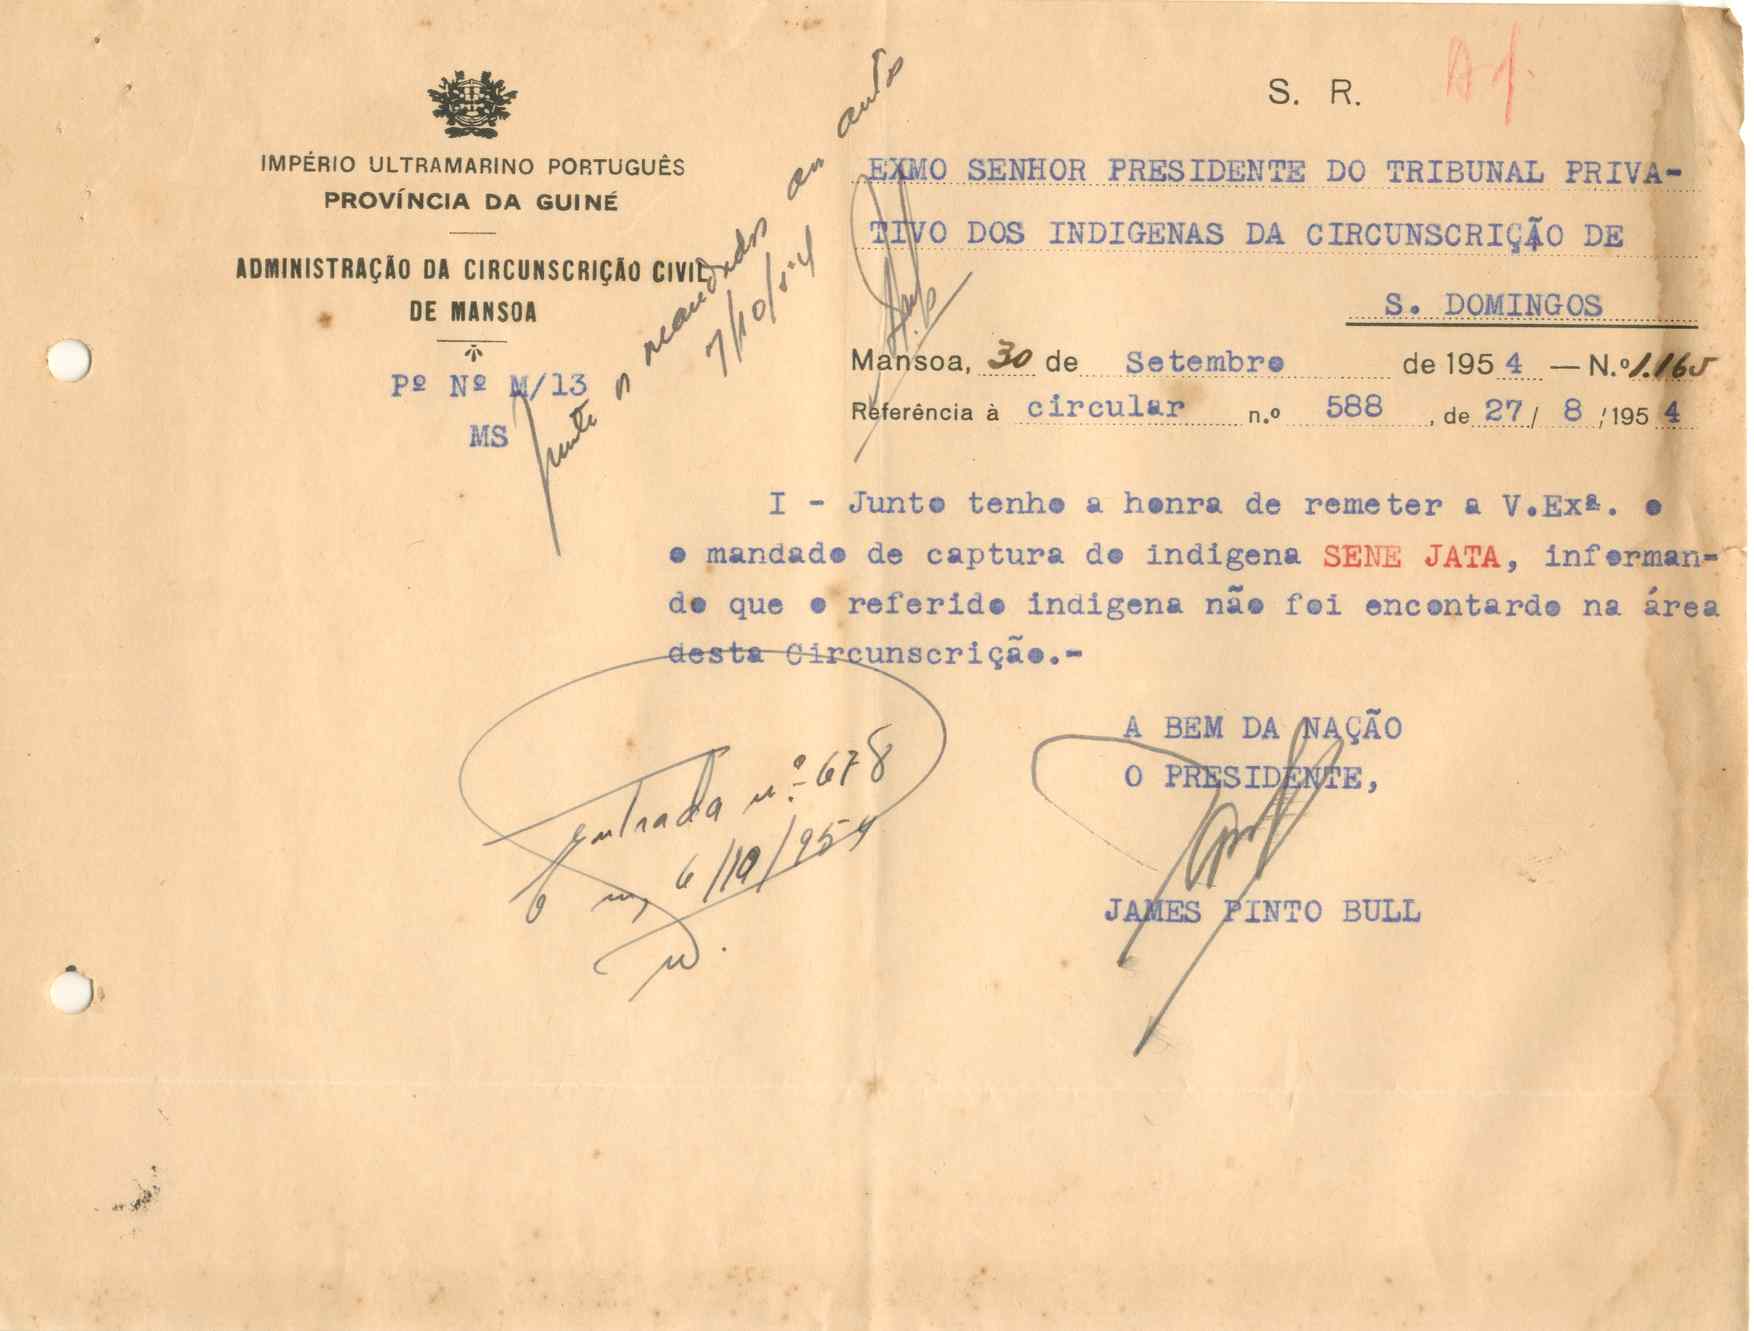 IMPÉRIO ULTRAMARINO PORTUGUÊS
PROVÍNCIA DA GUINÉ
ADMINISTRAÇÃO DA CIRCUNSCRIÇÃO CIVIL
DE MANSOA
Pº Nº M/13
MS
Junte o mandado ao auto
7/10/54
S. R.
EXMO SENHOR PRESIDENTE DO TRIBUNAL PRIVA-
TIVO DOS INDIGENAS DA CIRCUNSCRIÇÃO DE
S. DOMINGOS
Mansoa, 30 de Setembro de 1954 — N.º 1.165
Referência à circular n.º 588, de 27/ 8 /1954
I - Junto tenho a honra de remeter a V.Exª. o
o mandado de captura do indigena SENE JATA, informan-
do que o referido indigena não foi encontardo na área
desta Circunscrição.-
A BEM DA NAÇÃO
O PRESIDENTE,
JAMES PINTO BULL
Entrada n.º 678
6/10/954